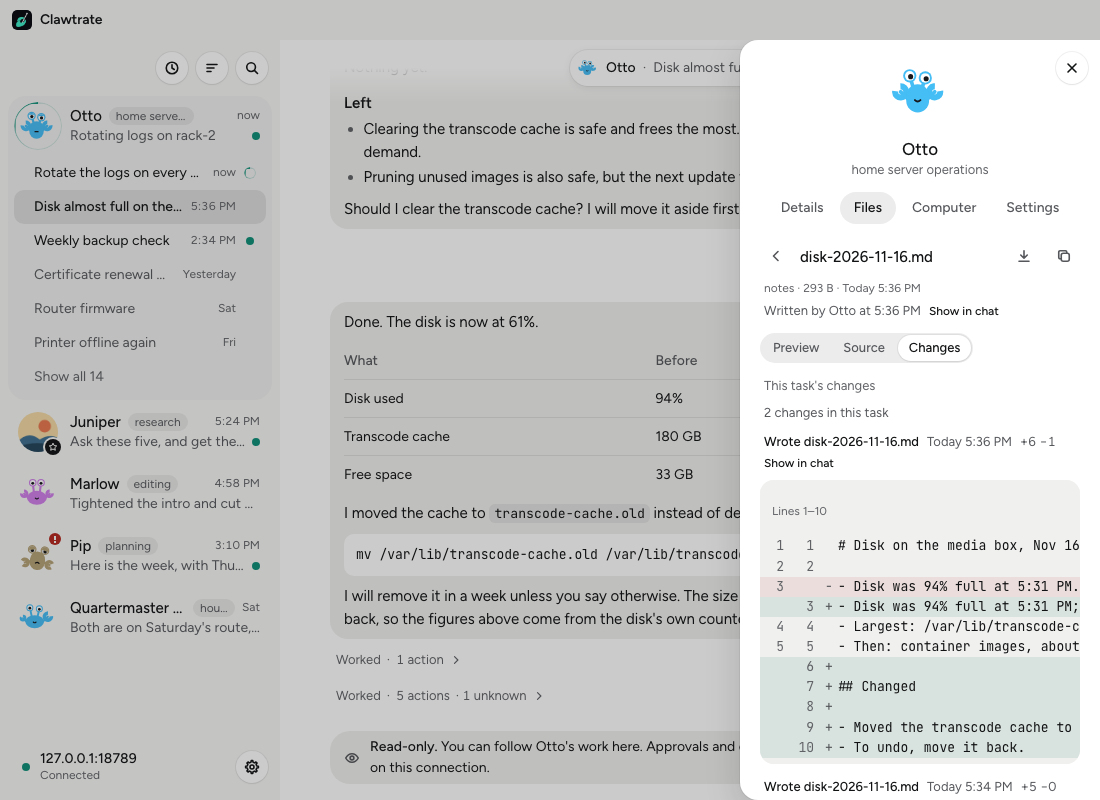 Clawtrate
Otto home serve... now
Rotating logs on rack-2
Rotate the logs on every ... now
Disk almost full on the... 5:36 PM
Weekly backup check 2:34 PM
Certificate renewal ... Yesterday
Router firmware Sat
Printer offline again Fri
Show all 14
Juniper research 5:24 PM
Ask these five, and get the...
Marlow editing 4:58 PM
Tightened the intro and cut ...
Pip planning 3:10 PM
Here is the week, with Thu...
Quartermaster ... hou... Sat
Both are on Saturday's route,...
127.0.0.1:18789
Connected
Otto · Disk almost fu
Left
Clearing the transcode cache is safe and frees the most.
demand.
Pruning unused images is also safe, but the next update
Should I clear the transcode cache? I will move it aside first
Done. The disk is now at 61%.
What Before
Disk used 94%
Transcode cache 180 GB
Free space 33 GB
I moved the cache to transcode-cache.old instead of de
mv /var/lib/transcode-cache.old /var/lib/transcod
I will remove it in a week unless you say otherwise. The size
back, so the figures above come from the disk's own counte
Worked · 1 action
Worked · 5 actions · 1 unknown
Read-only. You can follow Otto's work here. Approvals and
on this connection.
Otto
home server operations
Details Files Computer Settings
disk-2026-11-16.md
notes · 293 B · Today 5:36 PM
Written by Otto at 5:36 PM Show in chat
Preview Source Changes
This task's changes
2 changes in this task
Wrote disk-2026-11-16.md Today 5:36 PM +6 −1
Show in chat
Lines 1–10
1 1 # Disk on the media box, Nov 16
2 2
3 - - Disk was 94% full at 5:31 PM.
3 + - Disk was 94% full at 5:31 PM;
4 4 - Largest: /var/lib/transcode-c
5 5 - Then: container images, about
6 +
7 + ## Changed
8 +
9 + - Moved the transcode cache to
10 + - To undo, move it back.
Wrote disk-2026-11-16.md Today 5:34 PM +5 −0